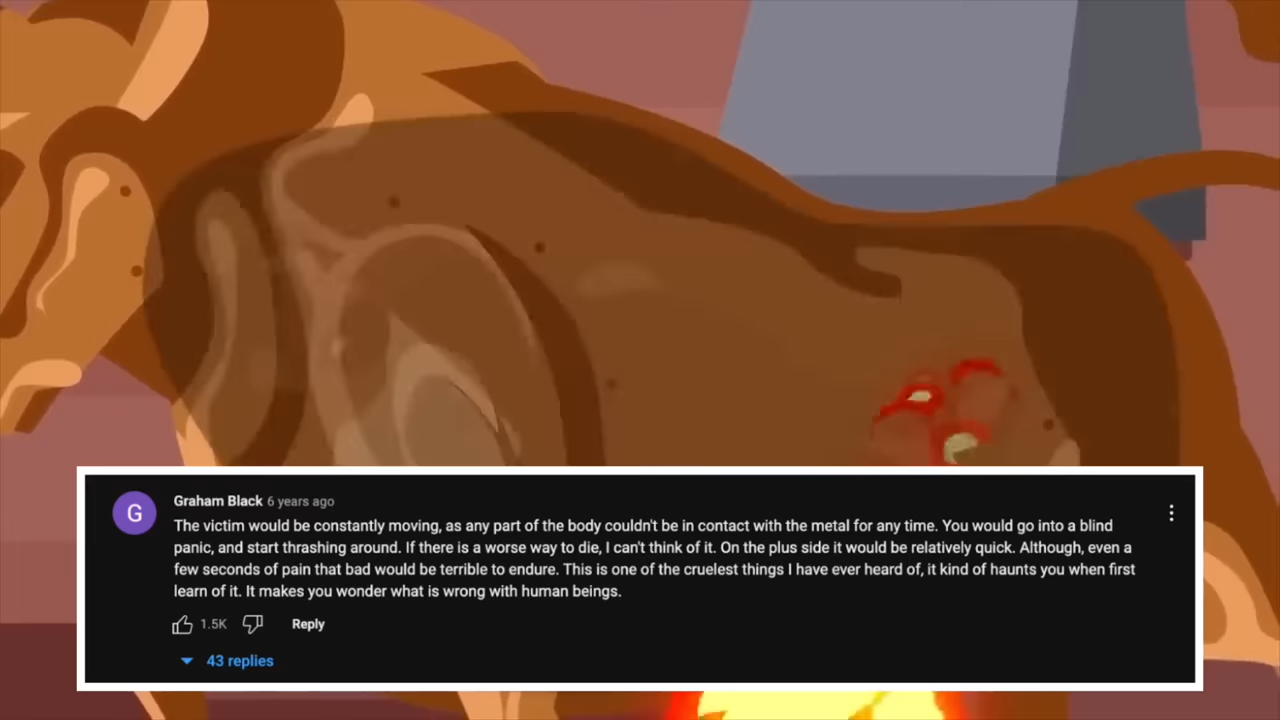 G
Graham Black 6 years ago
The victim would be constantly moving, as any part of the body couldn't be in contact with the metal for any time. You would go into a blind
panic, and start thrashing around. If there is a worse way to die, I can't think of it. On the plus side it would be relatively quick. Although, even a
few seconds of pain that bad would be terrible to endure. This is one of the cruelest things I have ever heard of, it kind of haunts you when first
learn of it. It makes you wonder what is wrong with human beings.
1.5K Reply
43 replies